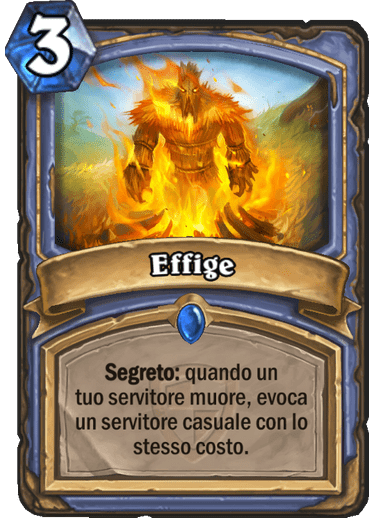 3
Effige
Segreto: quando un
tuo servitore muore, evoca
un servitore casuale con lo
stesso costo.